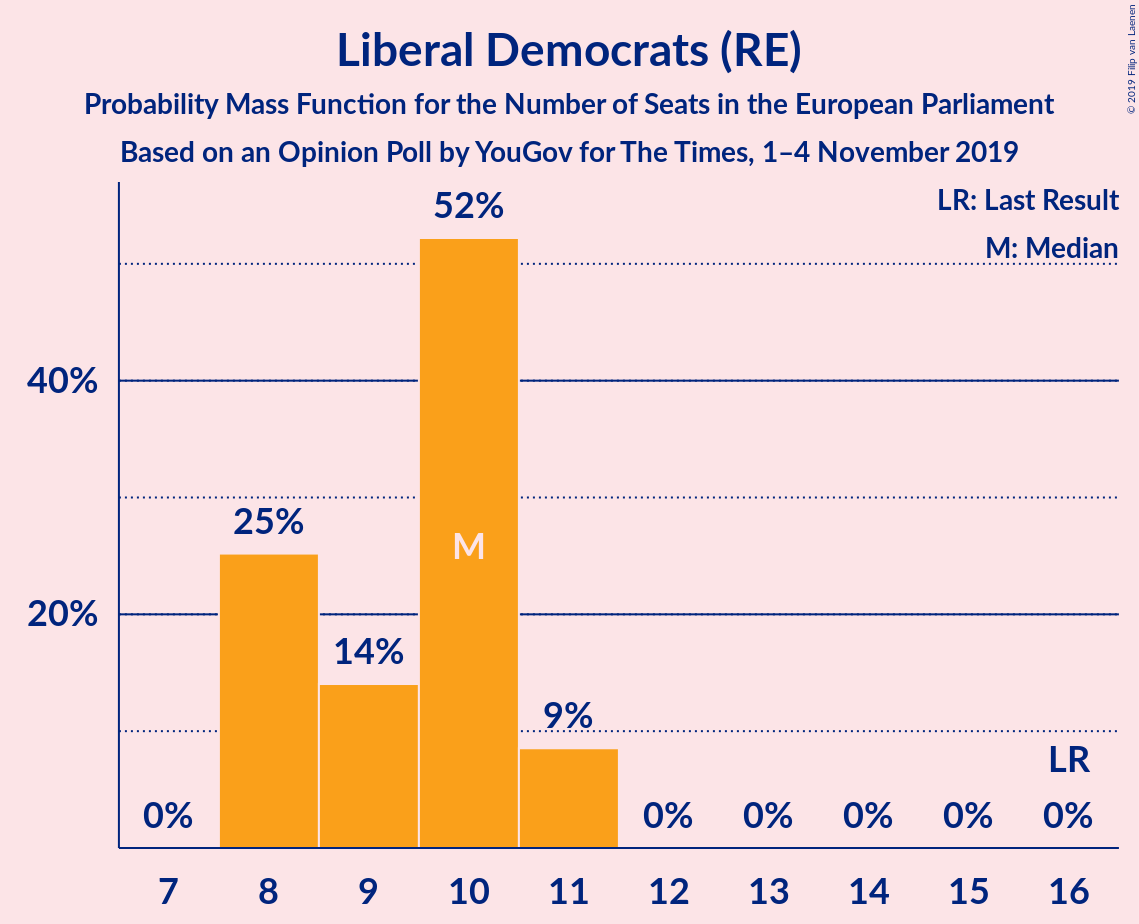 Liberal Democrats (RE)
Probability Mass Function for the Number of Seats in the European Parliament
Based on an Opinion Poll by YouGov for The Times, 1–4 November 2019
© 2019 Filip van Laenen
LR: Last Result
M: Median
52%
40%
25%
M
20%
14%
9%
LR
0%
0%
0%
0%
0%
0%
7
8
9
10
11
12
13
14
15
16